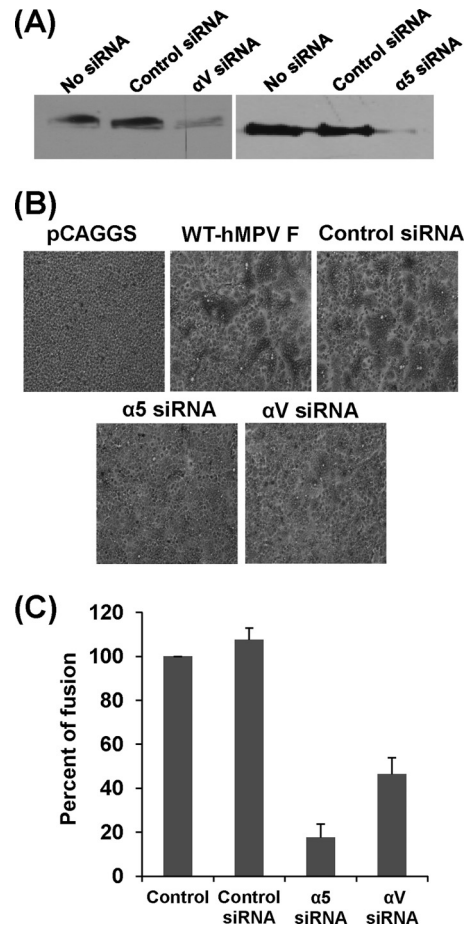 (A)
No siRNA
Control siRNA
αV siRNA
No siRNA
Control siRNA
α5 siRNA
(B)
pCAGGS
WT-hMPV F
Control siRNA
α5 siRNA
αV siRNA
(C)
Percent of fusion
120
100
80
60
40
20
0
Control
Control
siRNA
α5
siRNA
αV
siRNA